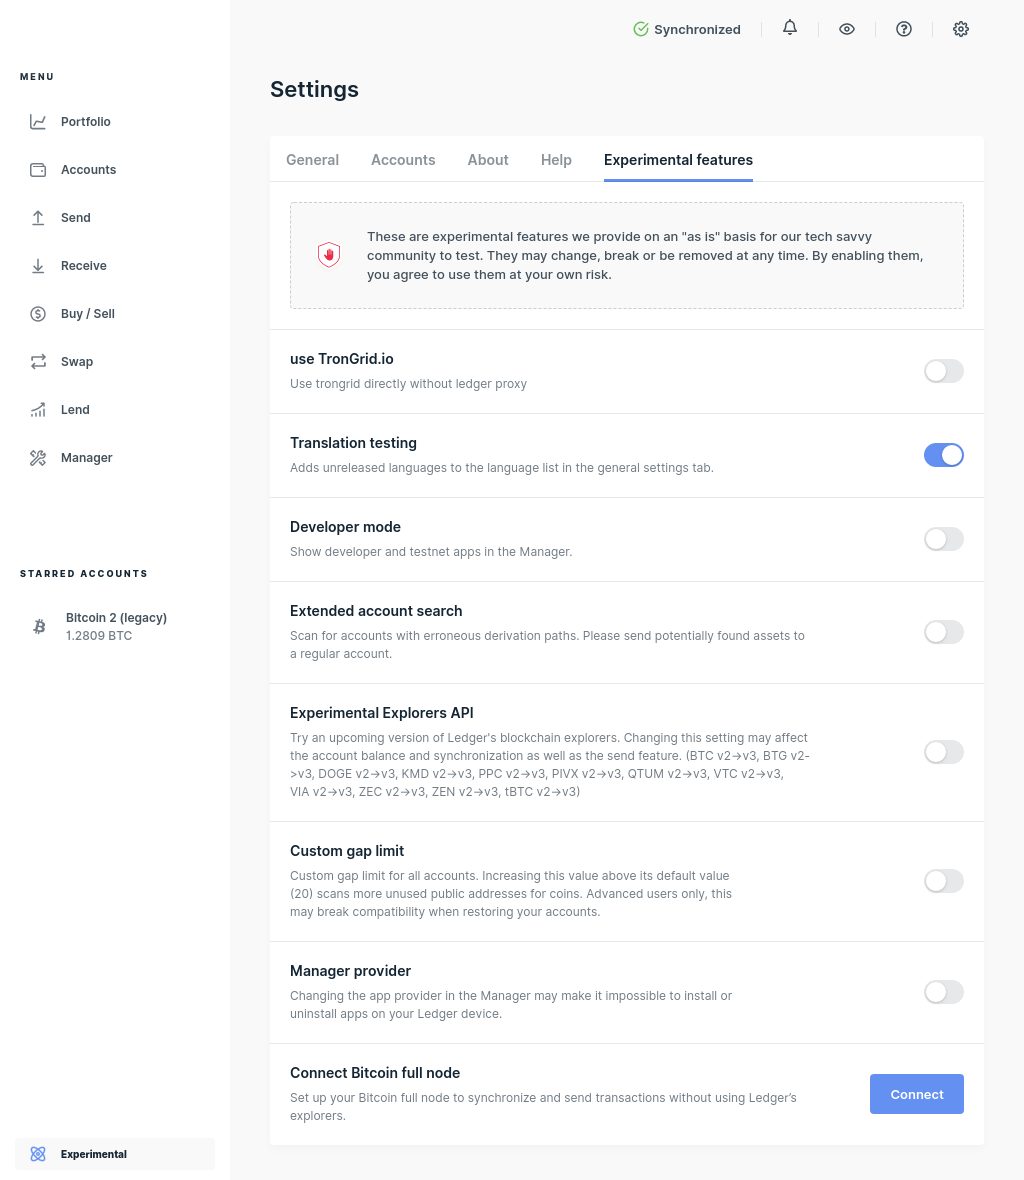 Synchronized
MENU
Portfolio
Accounts
Send
Receive
Buy / Sell
Swap
Lend
Manager
STARRED ACCOUNTS
Bitcoin 2 (legacy)
1.2809 BTC
Experimental
Settings
General
Accounts
About
Help
Experimental features
These are experimental features we provide on an "as is" basis for our tech savvy
community to test. They may change, break or be removed at any time. By enabling them,
you agree to use them at your own risk.
use TronGrid.io
Use trongrid directly without ledger proxy
Translation testing
Adds unreleased languages to the language list in the general settings tab.
Developer mode
Show developer and testnet apps in the Manager.
Extended account search
Scan for accounts with erroneous derivation paths. Please send potentially found assets to
a regular account.
Experimental Explorers API
Try an upcoming version of Ledger's blockchain explorers. Changing this setting may affect
the account balance and synchronization as well as the send feature. (BTC v2->v3, BTG v2-
>v3, DOGE v2->v3, KMD v2->v3, PPC v2->v3, PIVX v2->v3, QTUM v2->v3, VTC v2->v3,
VIA v2->v3, ZEC v2->v3, ZEN v2->v3, tBTC v2->v3)
Custom gap limit
Custom gap limit for all accounts. Increasing this value above its default value
(20) scans more unused public addresses for coins. Advanced users only, this
may break compatibility when restoring your accounts.
Manager provider
Changing the app provider in the Manager may make it impossible to install or
uninstall apps on your Ledger device.
Connect Bitcoin full node
Set up your Bitcoin full node to synchronize and send transactions without using Ledger’s
explorers.
Connect